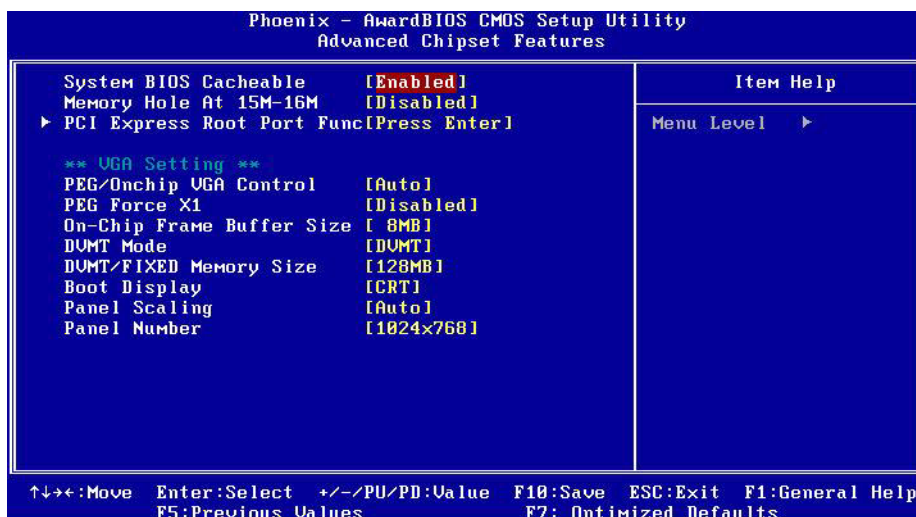 Phoenix - AwardBIOS CMOS Setup Utility
Advanced Chipset Features
System BIOS Cacheable [Enabled]
Memory Hole At 15M-16M [Disabled]
PCI Express Root Port Func[Press Enter]
** VGA Setting **
PEG/Onchip VGA Control [Auto]
PEG Force X1 [Disabled]
On-Chip Frame Buffer Size [ 8MB]
DVMT Mode [DVMT]
DVMT/FIXED Memory Size [128MB]
Boot Display [CRT]
Panel Scaling [Auto]
Panel Number [1024x768]
Item Help
Menu Level
↑↓→←:Move Enter:Select +/-/PU/PD:Value F10:Save ESC:Exit F1:General Help
F5:Previous Values F7: Optimized Defaults